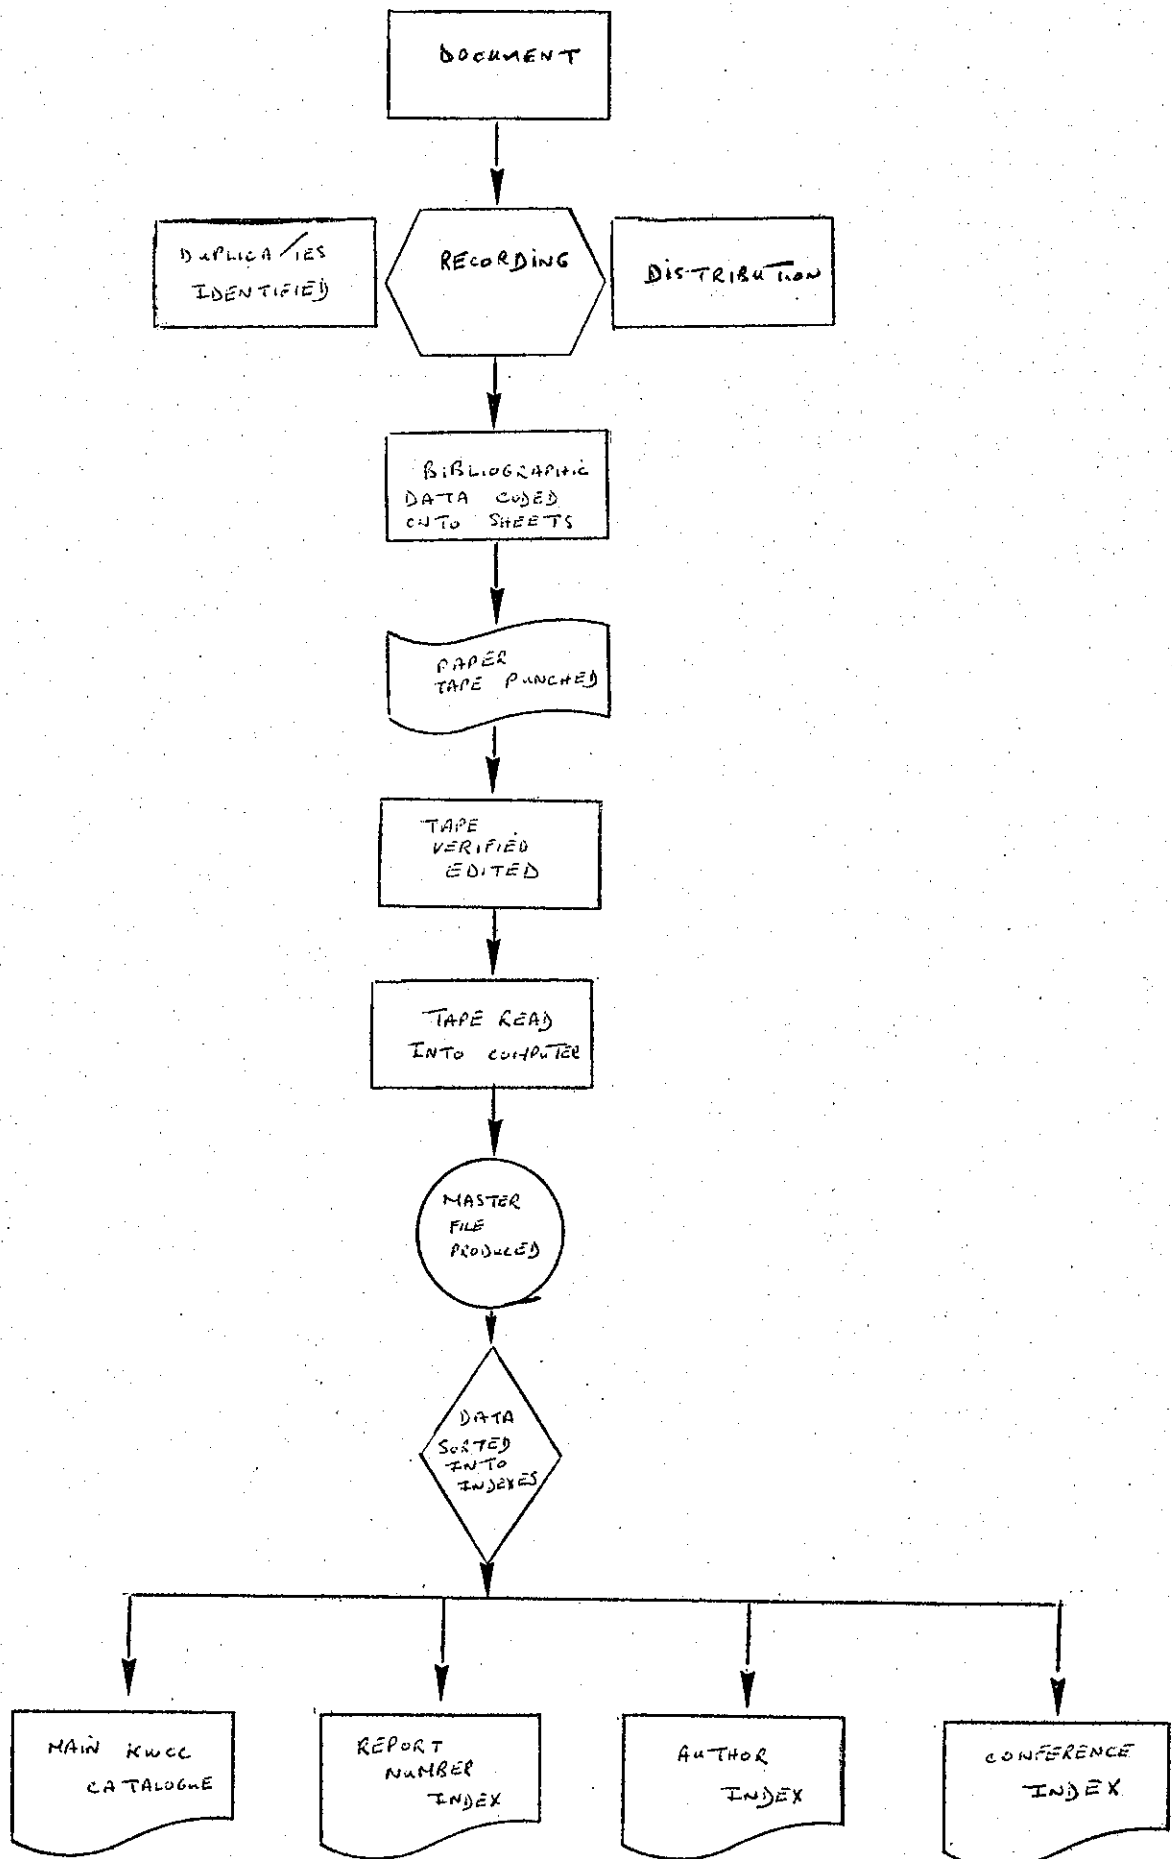 DOCUMENT
DUPLICATES
IDENTIFIED
RECORDING
DISTRIBUTION
BIBLIOGRAPHIC
DATA CODED
ONTO SHEETS
PAPER
TAPE PUNCHED
TAPE
VERIFIED
EDITED
TAPE READ
INTO COMPUTER
MASTER
FILE
PRODUCED
DATA
SORTED
INTO
INDEXES
MAIN KWOC
CATALOGUE
REPORT
NUMBER
INDEX
AUTHOR
INDEX
CONFERENCE
INDEX